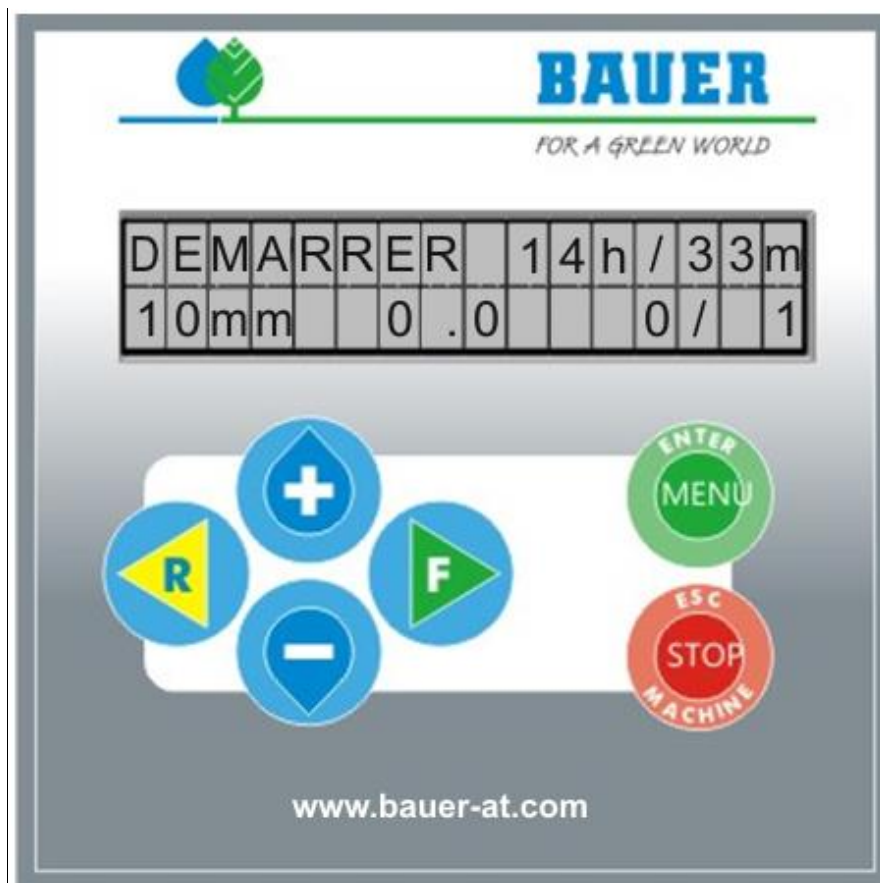 BAUER
FOR A GREEN WORLD
DEMARRER 14h/33m
10mm 0.0 0/ 1
+
ENTER
MENU
R
F
-
ESC
STOP
MACHINE
www.bauer-at.com